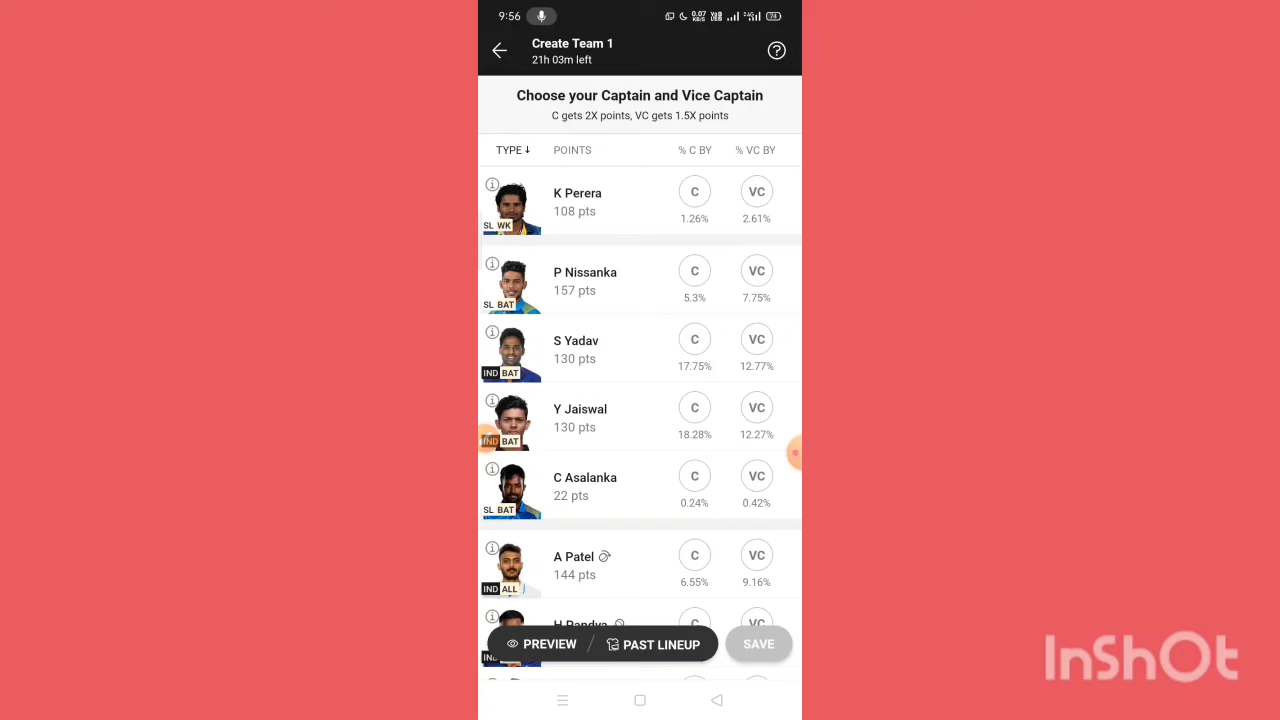 9:56
0.07 KB/S
74
Create Team 1
21h 03m left
Choose your Captain and Vice Captain
C gets 2X points, VC gets 1.5X points
TYPE POINTS % C BY % VC BY
K Perera C VC
108 pts
SL WK 1.26% 2.61%
P Nissanka C VC
157 pts
SL BAT 5.3% 7.75%
S Yadav C VC
130 pts
IND BAT 17.75% 12.77%
Y Jaiswal C VC
130 pts
IND BAT 18.28% 12.27%
C Asalanka C VC
22 pts
SL BAT 0.24% 0.42%
A Patel C VC
144 pts
IND ALL 6.55% 9.16%
H Pandya C VC
PREVIEW PAST LINEUP SAVE
InShOt